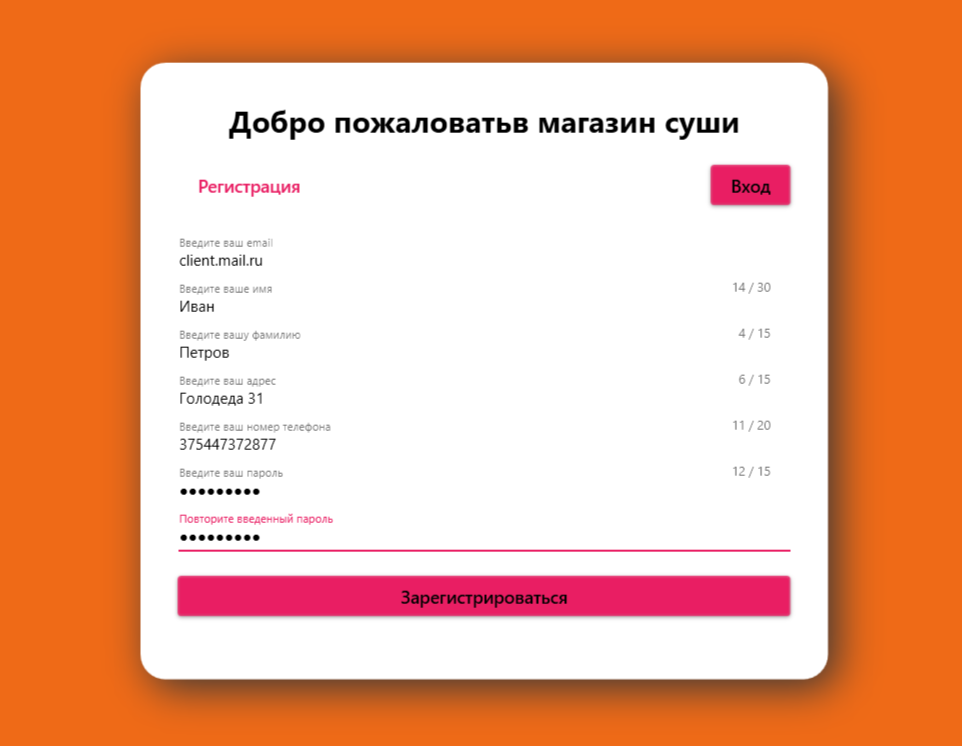 Добро пожаловатьв магазин суши
Регистрация
Вход
Введите ваш email
client.mail.ru
Введите ваше имя
14 / 30
Иван
Введите вашу фамилию
4 / 15
Петров
Введите ваш адрес
6 / 15
Голодеда 31
Введите ваш номер телефона
11 / 20
375447372877
Введите ваш пароль
12 / 15
●●●●●●●●●
Повторите введенный пароль
●●●●●●●●●
Зарегистрироваться